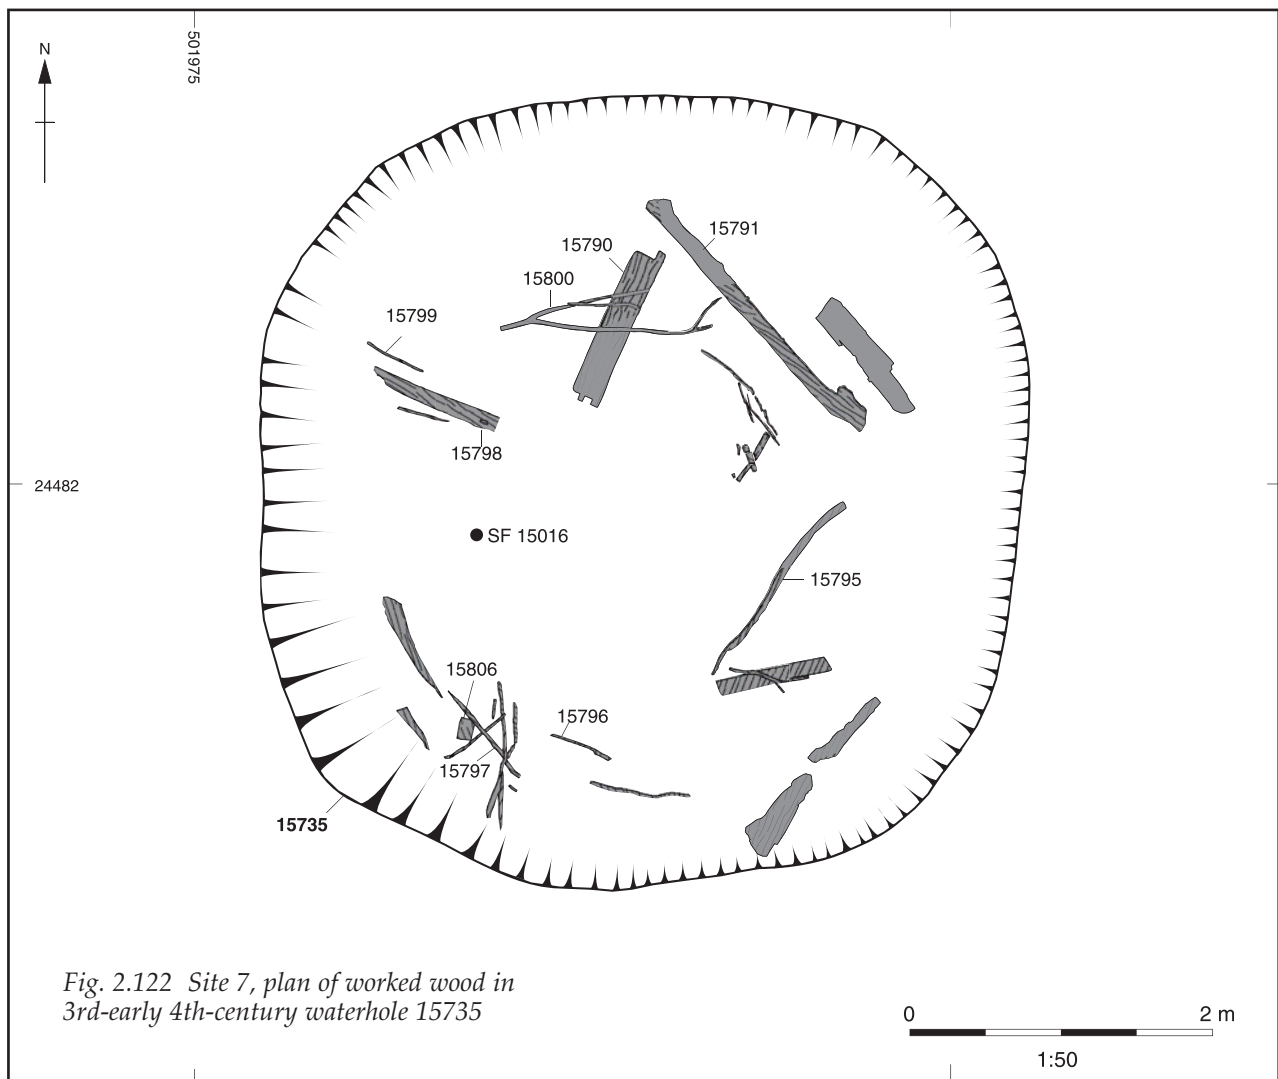 N
501975
15791
15790
15800
15799
15798
24482
SF 15016
15795
15806
15796
15797
15735
Fig. 2.122 Site 7, plan of worked wood in
3rd-early 4th-century waterhole 15735
0 2 m
1:50